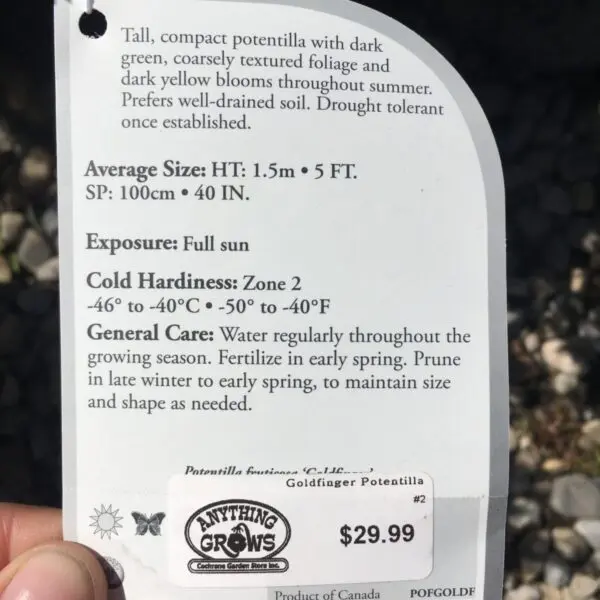 Tall, compact potentilla with dark
green, coarsely textured foliage and
dark yellow blooms throughout summer.
Prefers well-drained soil. Drought tolerant
once established.
Average Size: HT: 1.5m • 5 FT.
SP: 100cm • 40 IN.
Exposure: Full sun
Cold Hardiness: Zone 2
-46° to -40°C • -50° to -40°F
General Care: Water regularly throughout the
growing season. Fertilize in early spring. Prune
in late winter to early spring, to maintain size
and shape as needed.
Potentilla fruticosa 'Goldfinger'
Goldfinger Potentilla
#2
ANYTHING
GROWS
Cochrane Garden Store Inc.
$29.99
Product of Canada POFGOLDF